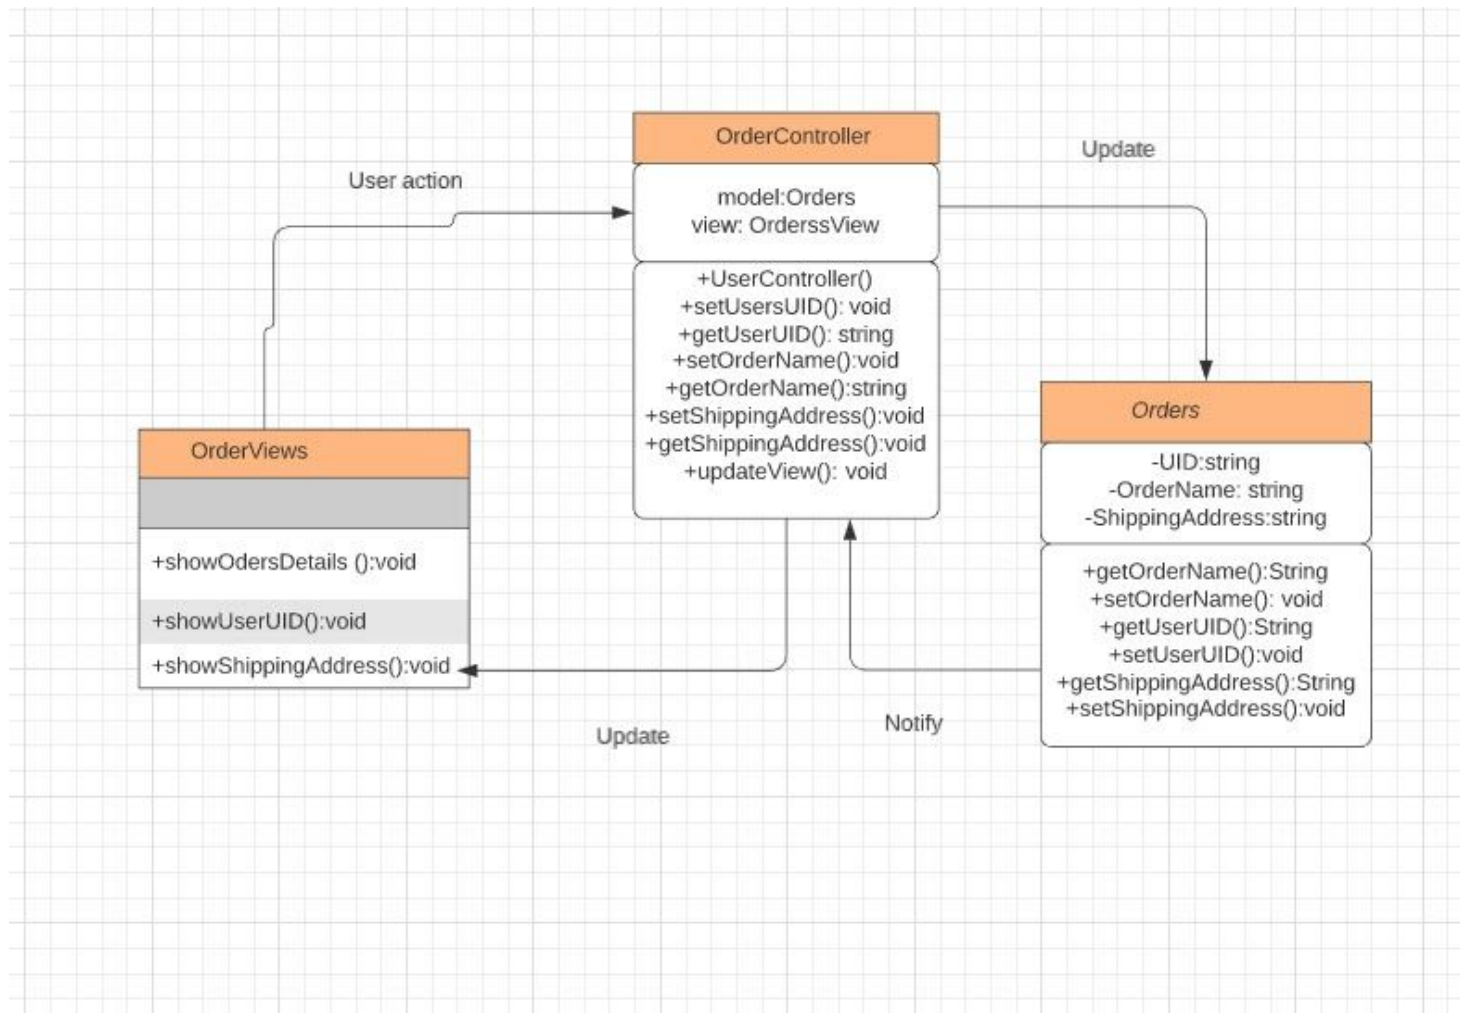 OrderController
Update
User action
model:Orders
view: OrderssView
+UserController()
+setUsersUID(): void
+getUserUID(): string
+setOrderName():void
+getOrderName():string
+setShippingAddress():void
+getShippingAddress():void
+updateView(): void
Orders
-UID:string
-OrderName: string
-ShippingAddress:string
+getOrderName():String
+setOrderName(): void
+getUserUID():String
+setUserUID():void
+getShippingAddress():String
+setShippingAddress():void
OrderViews
+showOdersDetails ():void
+showUserUID():void
+showShippingAddress():void
Update
Notify